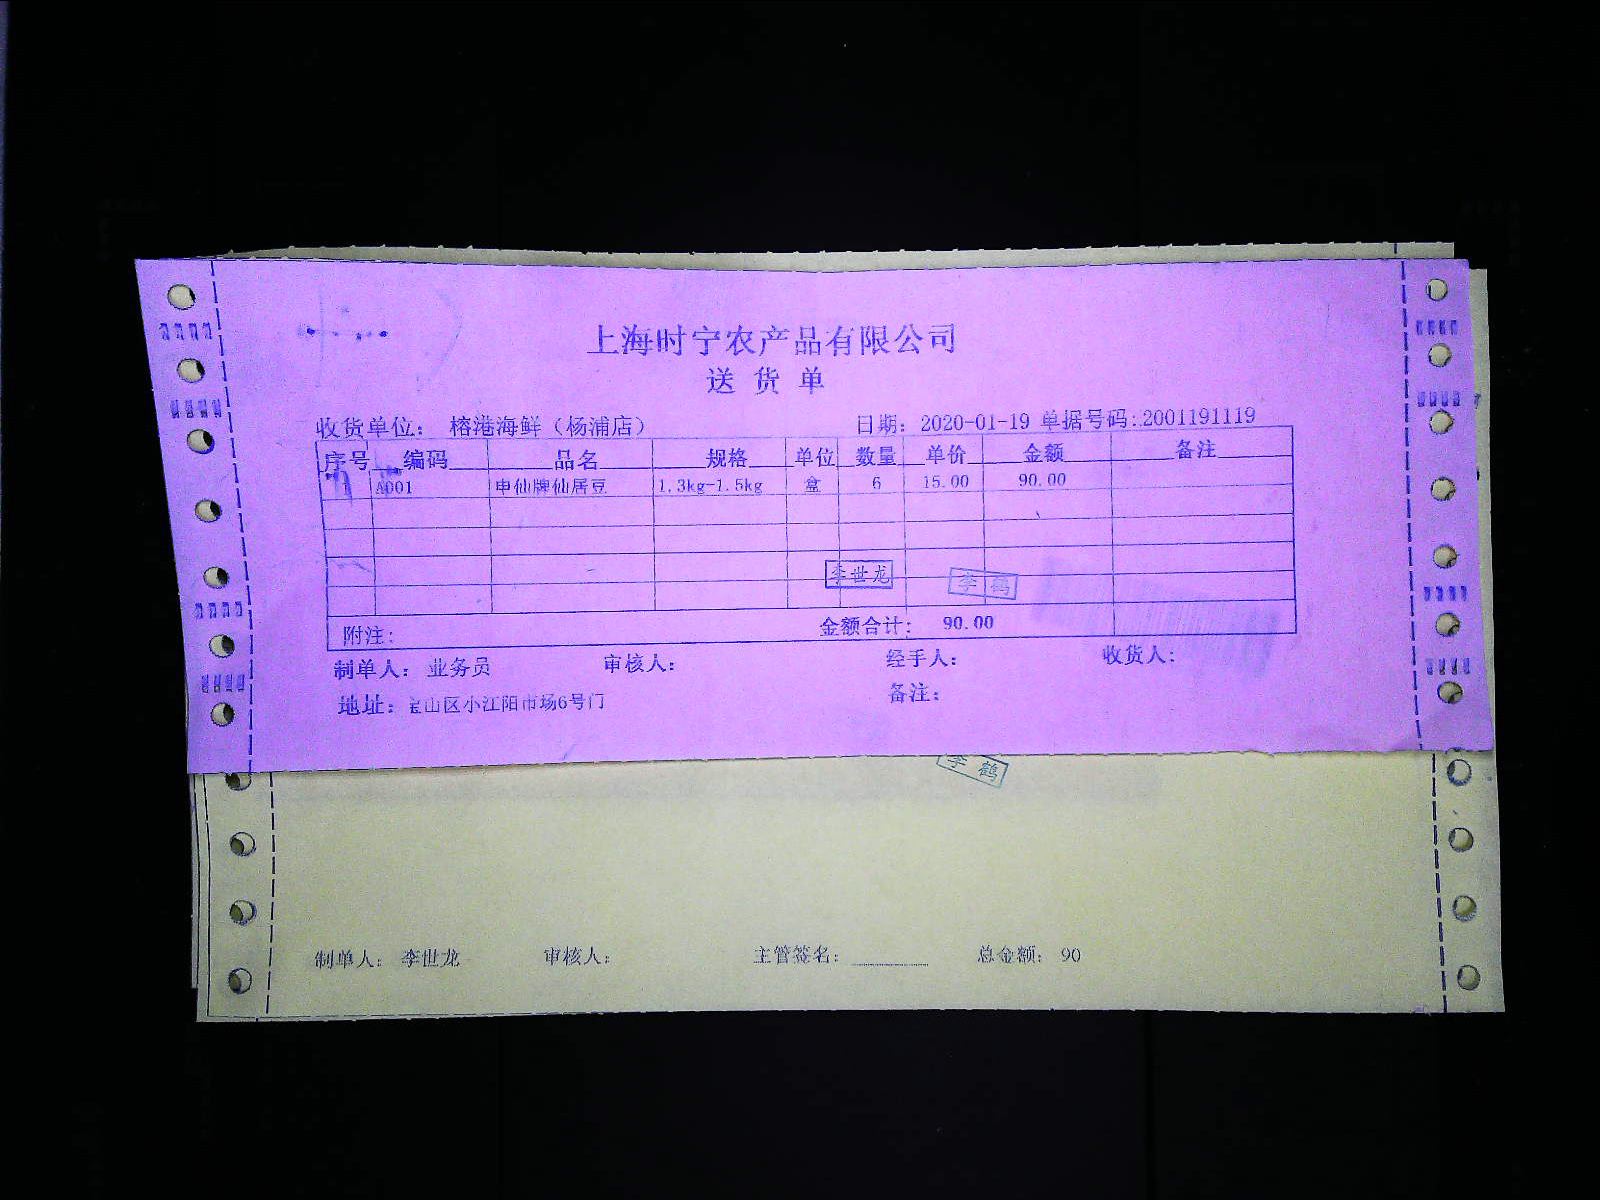 上海时宁农产品有限公司
送货单
收货单位：榕港海鲜（杨浦店） 日期：2020-01-19 单据号码：2001191119
序号 编码 品名 规格 单位 数量 单价 金额 备注
1 A001 申仙牌仙居豆 1.3kg-1.5kg 盒 6 15.00 90.00
李世龙 李鹤
附注： 金额合计： 90.00
制单人：业务员 审核人： 经手人： 收货人：
地址：宝山区小江阳市场6号门 备注：
李鹤
制单人：李世龙 审核人： 主管签名： 总金额：90